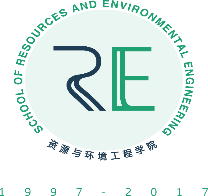 SCHOOL OF RESOURCES AND ENVIRONMENTAL ENGINEERING
RE
资源与环境工程学院
1997-2017